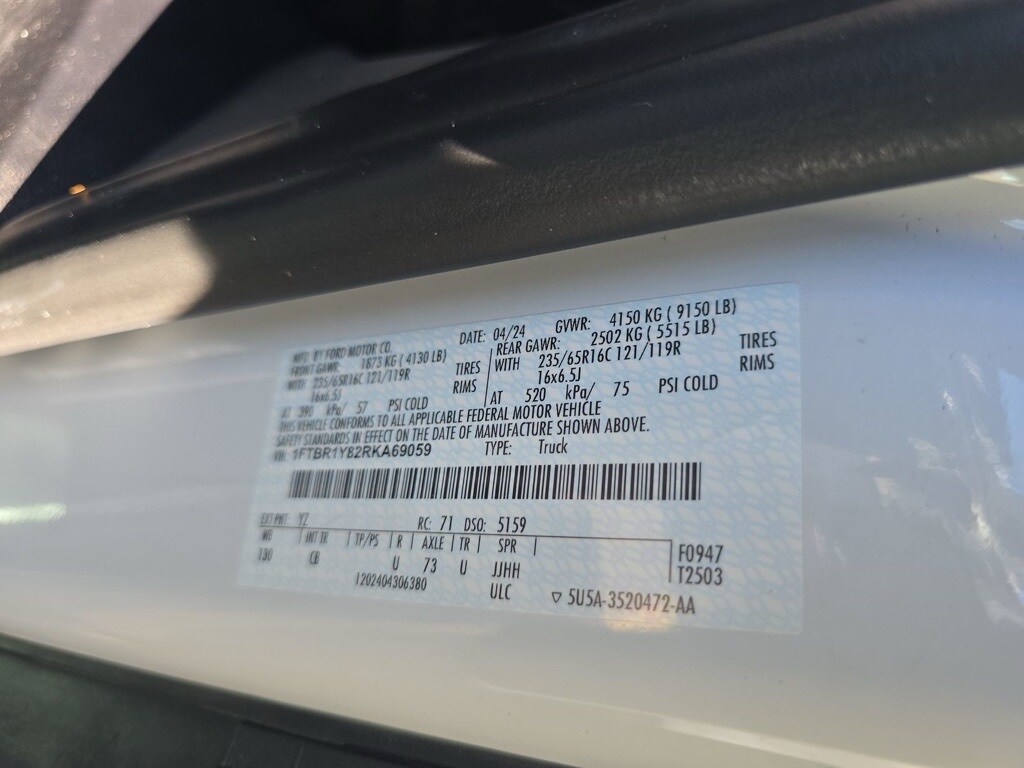 MFD. BY FORD MOTOR CO. DATE: 04/24 GVWR: 4150 KG ( 9150 LB)
FRONT GAWR: 1873 KG ( 4130 LB) REAR GAWR: 2502 KG ( 5515 LB)
WITH 235/65R16C 121/119R TIRES WITH 235/65R16C 121/119R TIRES
16x6.5J RIMS 16x6.5J RIMS
AT 390 kPa/ 57 PSI COLD AT 520 kPa/ 75 PSI COLD
THIS VEHICLE CONFORMS TO ALL APPLICABLE FEDERAL MOTOR VEHICLE
SAFETY STANDARDS IN EFFECT ON THE DATE OF MANUFACTURE SHOWN ABOVE.
VIN: 1FTBR1Y82RKA69059 TYPE: Truck
EXT PNT: YZ RC: 71 DSO: 5159
WB INT TR TP/PS R AXLE TR SPR F0947
130 CB U 73 U JJHH T2503
1202404306380 ULC ▽ 5U5A-3520472-AA